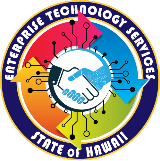 ENTERPRISE TECHNOLOGY SERVICES
STATE OF HAWAII